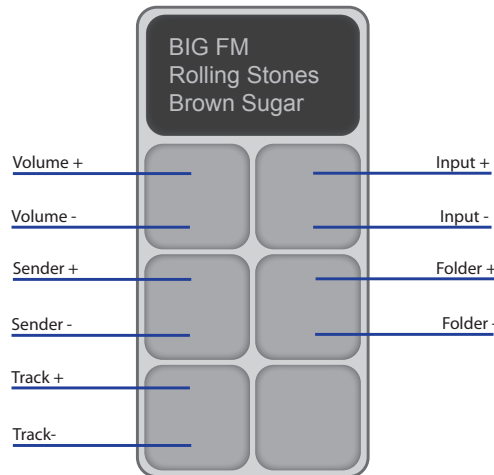 BIG FM
Rolling Stones
Brown Sugar
Volume +
Input +
Volume -
Input -
Sender +
Folder +
Sender -
Folder -
Track +
Track-